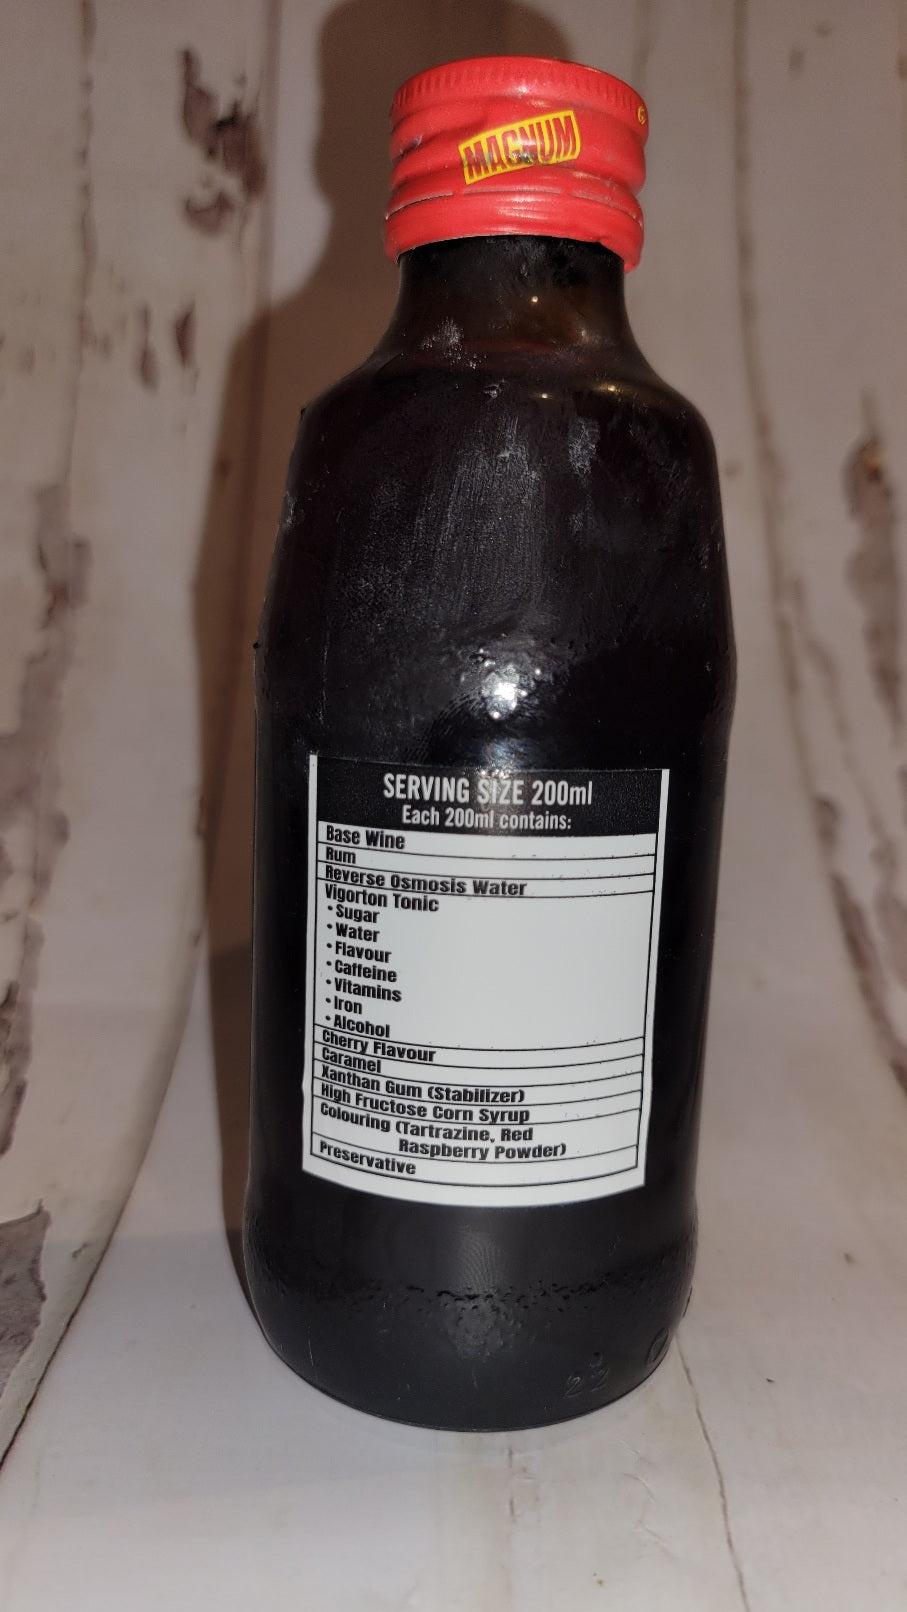 MAGNUM
SERVING SIZE 200ml
Each 200ml contains:
Base Wine
Rum
Reverse Osmosis Water
Vigorton Tonic
• Sugar
• Water
• Flavour
• Caffeine
• Vitamins
• Iron
• Alcohol
Cherry Flavour
Caramel
Xanthan Gum (Stabilizer)
High Fructose Corn Syrup
Colouring (Tartrazine, Red
Raspberry Powder)
Preservative
22